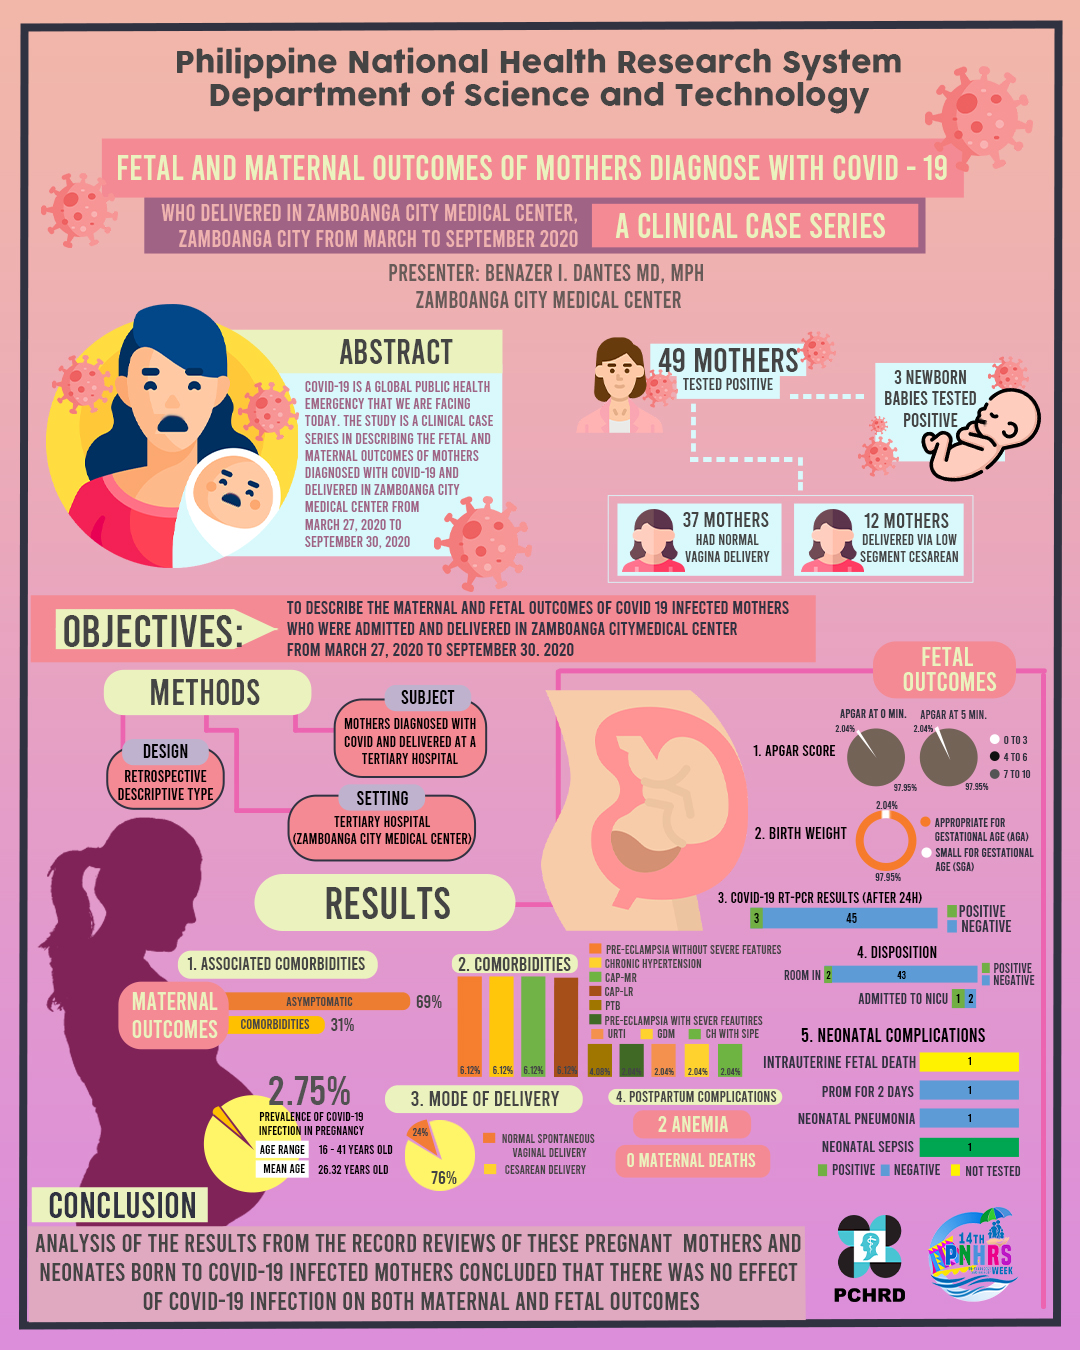 Philippine National Health Research System
Department of Science and Technology
FETAL AND MATERNAL OUTCOMES OF MOTHERS DIAGNOSE WITH COVID - 19
WHO DELIVERED IN ZAMBOANGA CITY MEDICAL CENTER,
ZAMBOANGA CITY FROM MARCH TO SEPTEMBER 2020
A CLINICAL CASE SERIES
PRESENTER: BENAZER I. DANTES MD, MPH
ZAMBOANGA CITY MEDICAL CENTER
ABSTRACT
COVID-19 IS A GLOBAL PUBLIC HEALTH
EMERGENCY THAT WE ARE FACING
TODAY. THE STUDY IS A CLINICAL CASE
SERIES IN DESCRIBING THE FETAL AND
MATERNAL OUTCOMES OF MOTHERS
DIAGNOSED WITH COVID-19 AND
DELIVERED IN ZAMBOANGA CITY
MEDICAL CENTER FROM
MARCH 27, 2020 TO
SEPTEMBER 30, 2020
49 MOTHERS
TESTED POSITIVE
3 NEWBORN
BABIES TESTED
POSITIVE
37 MOTHERS
HAD NORMAL
VAGINA DELIVERY
12 MOTHERS
DELIVERED VIA LOW
SEGMENT CESAREAN
OBJECTIVES:
TO DESCRIBE THE MATERNAL AND FETAL OUTCOMES OF COVID 19 INFECTED MOTHERS
WHO WERE ADMITTED AND DELIVERED IN ZAMBOANGA CITYMEDICAL CENTER
FROM MARCH 27, 2020 TO SEPTEMBER 30. 2020
METHODS
DESIGN
RETROSPECTIVE
DESCRIPTIVE TYPE
SUBJECT
MOTHERS DIAGNOSED WITH
COVID AND DELIVERED AT A
TERTIARY HOSPITAL
SETTING
TERTIARY HOSPITAL
(ZAMBOANGA CITY MEDICAL CENTER)
RESULTS
FETAL
OUTCOMES
1. APGAR SCORE
APGAR AT 0 MIN.
2.04%
97.95%
APGAR AT 5 MIN.
2.04%
97.95%
0 TO 3
4 TO 6
7 TO 10
2. BIRTH WEIGHT
2.04%
97.95%
APPROPRIATE FOR
GESTATIONAL AGE (AGA)
SMALL FOR GESTATIONAL
AGE (SGA)
3. COVID-19 RT-PCR RESULTS (AFTER 24H)
3
45
POSITIVE
NEGATIVE
4. DISPOSITION
ROOM IN
2
43
POSITIVE
NEGATIVE
ADMITTED TO NICU
1
2
5. NEONATAL COMPLICATIONS
INTRAUTERINE FETAL DEATH
1
PROM FOR 2 DAYS
1
NEONATAL PNEUMONIA
1
NEONATAL SEPSIS
1
POSITIVE
NEGATIVE
NOT TESTED
MATERNAL
OUTCOMES
1. ASSOCIATED COMORBIDITIES
ASYMPTOMATIC
69%
COMORBIDITIES
31%
2. COMORBIDITIES
PRE-ECLAMPSIA WITHOUT SEVERE FEATURES
CHRONIC HYPERTENSION
CAP-MR
CAP-LR
PTB
PRE-ECLAMPSIA WITH SEVER FEAUTIRES
URTI
GDM
CH WITH SIPE
6.12%
6.12%
6.12%
6.12%
4.08%
2.04%
2.04%
2.04%
2.04%
2.75%
PREVALENCE OF COVID-19
INFECTION IN PREGNANCY
AGE RANGE
16 - 41 YEARS OLD
MEAN AGE
26.32 YEARS OLD
3. MODE OF DELIVERY
24%
76%
NORMAL SPONTANEOUS
VAGINAL DELIVERY
CESAREAN DELIVERY
4. POSTPARTUM COMPLICATIONS
2 ANEMIA
0 MATERNAL DEATHS
CONCLUSION
ANALYSIS OF THE RESULTS FROM THE RECORD REVIEWS OF THESE PREGNANT MOTHERS AND
NEONATES BORN TO COVID-19 INFECTED MOTHERS CONCLUDED THAT THERE WAS NO EFFECT
OF COVID-19 INFECTION ON BOTH MATERNAL AND FETAL OUTCOMES
PCHRD
14TH
PNHRS
WEEK